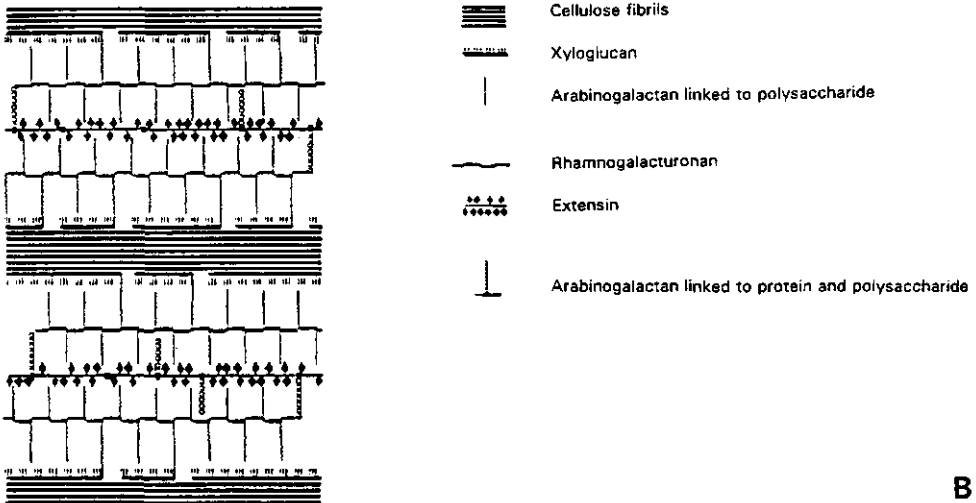 Cellulose fibrils
Xyloglucan
Arabinogalactan linked to polysaccharide
Rhamnogalacturonan
Extensin
Arabinogalactan linked to protein and polysaccharide
B